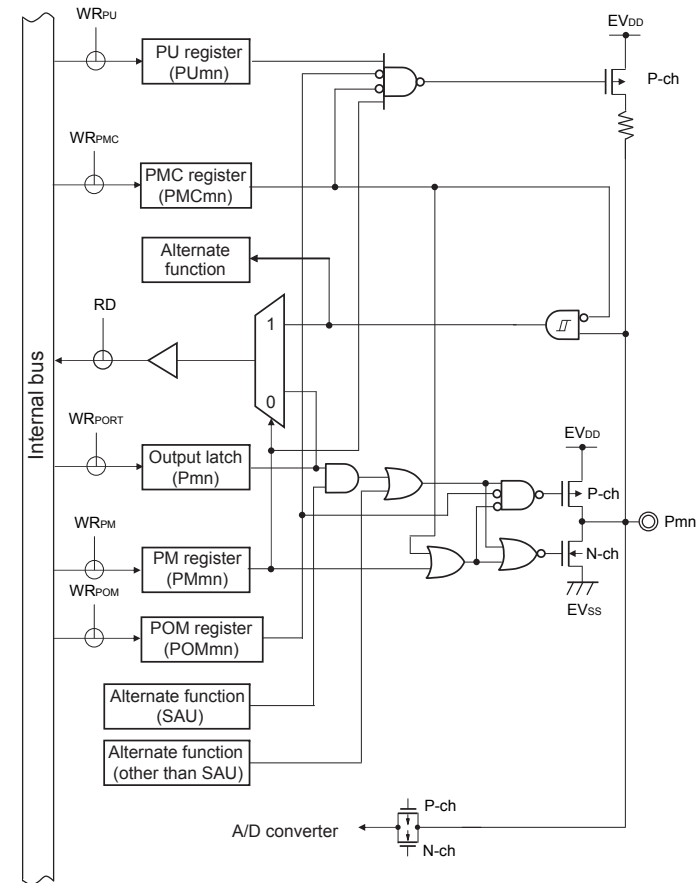 WRPU
PU register
(PUmn)
EVDD
P-ch
WRPMC
PMC register
(PMCmn)
Alternate
function
RD
1
0
Internal bus
WRPORT
Output latch
(Pmn)
EVDD
P-ch
Pmn
WRPM
PM register
(PMmn)
N-ch
EVSS
WRPOM
POM register
(POMmn)
Alternate function
(SAU)
Alternate function
(other than SAU)
P-ch
A/D converter
N-ch